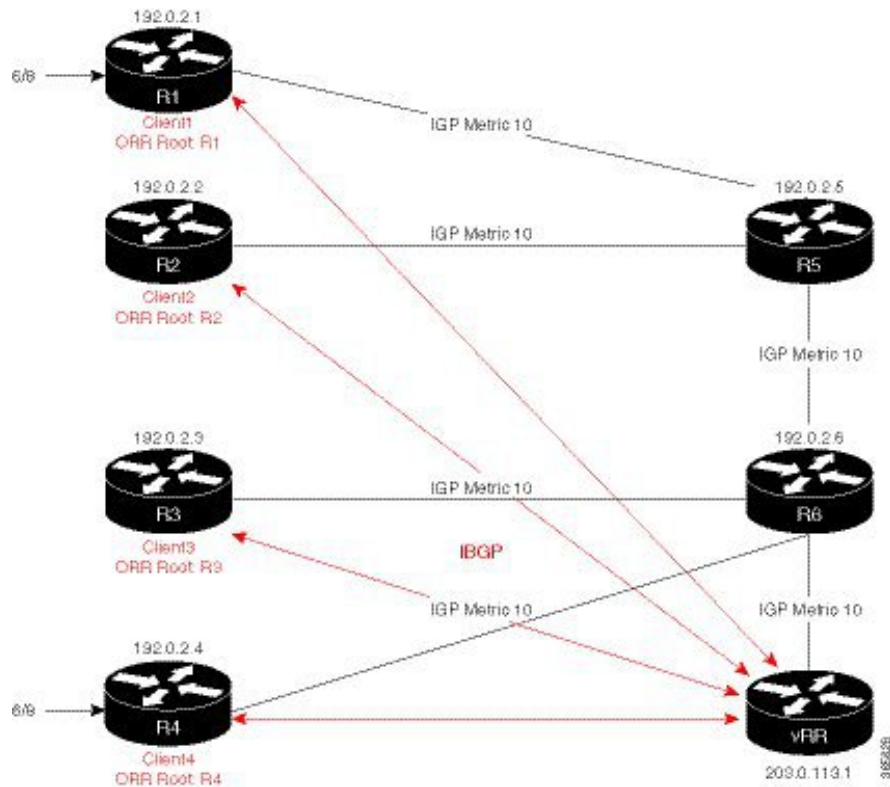 192.0.2.1
6/8
R1
Client1
ORR Root: R1
IGP Metric 10
192.0.2.2
192.0.2.5
R2
IGP Metric 10
R5
Client2
ORR Root: R2
IGP Metric 10
192.0.2.3
192.0.2.6
R3
IGP Metric 10
R6
Client3
ORR Root: R3
IBGP
IGP Metric 10
IGP Metric 10
192.0.2.4
6/8
R4
vRR
Client4
ORR Root: R4
203.0.113.1